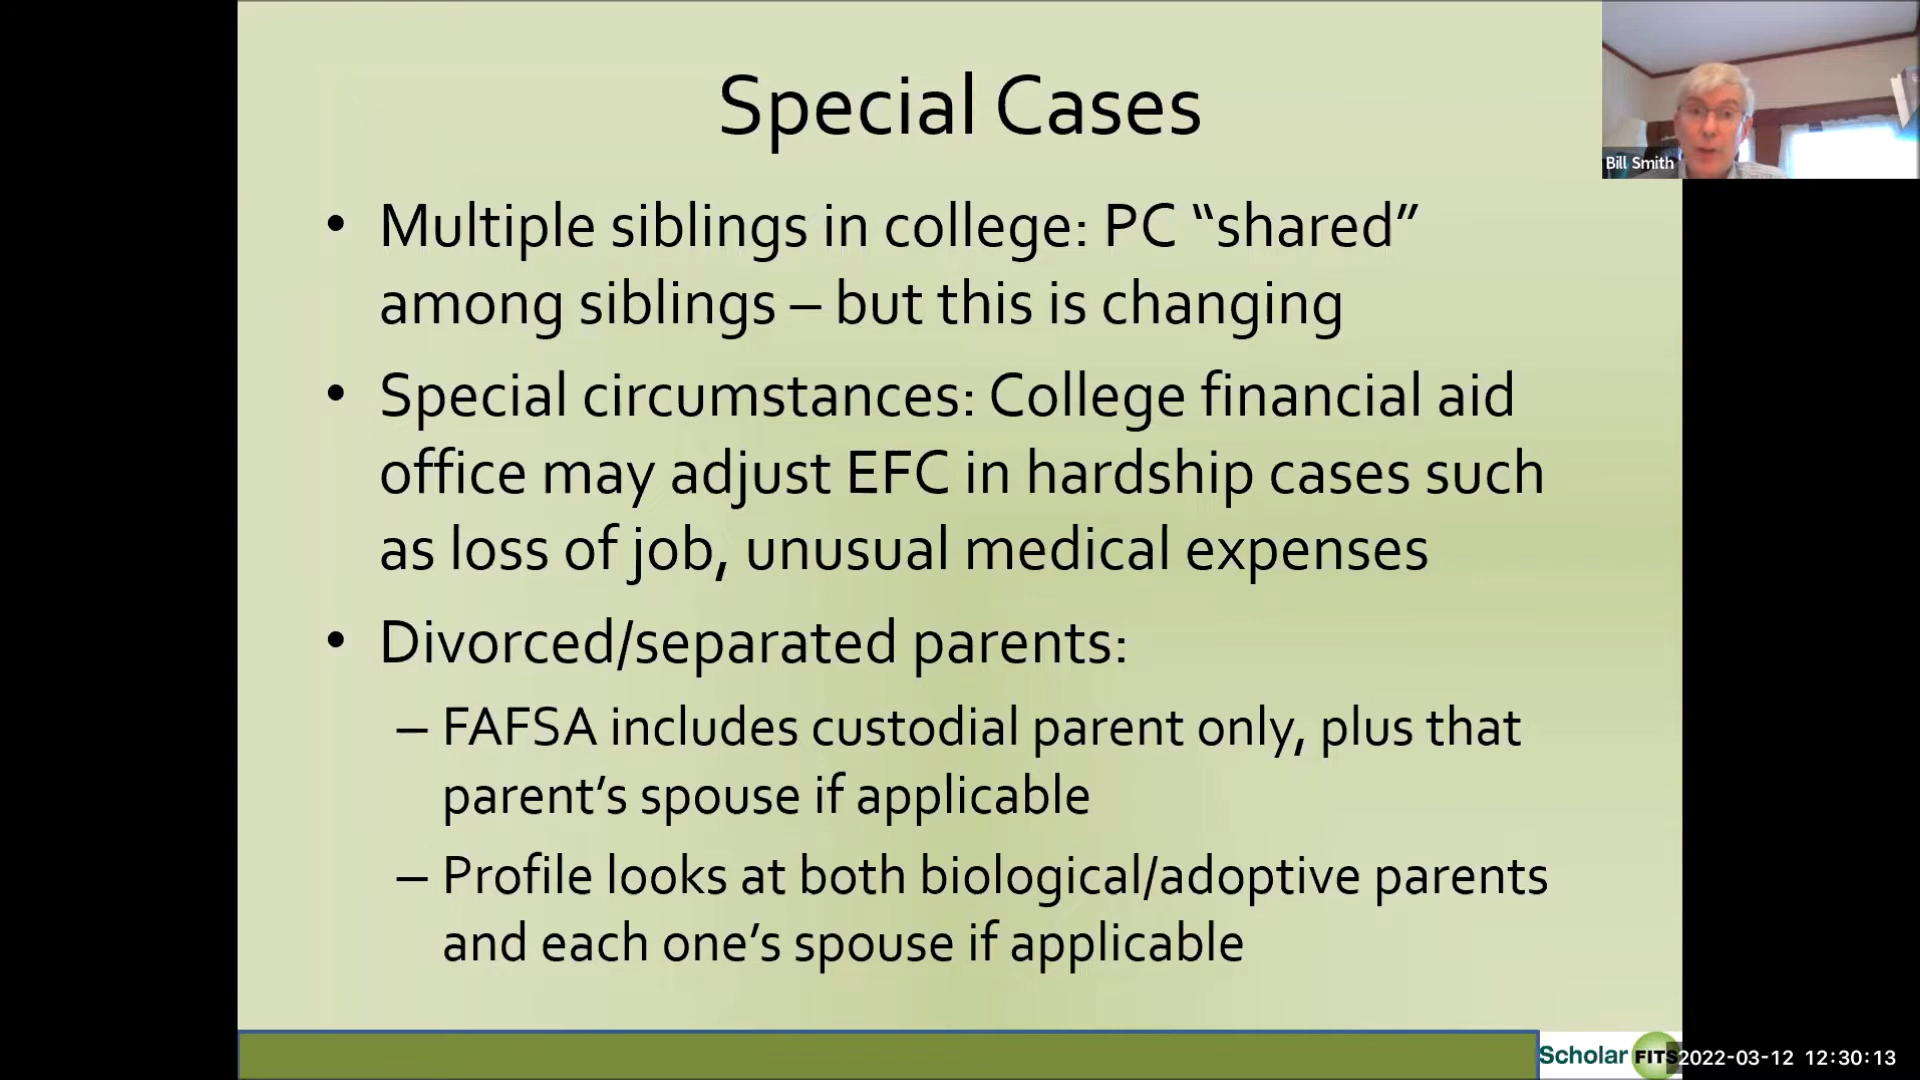 Special Cases
Bill Smith
• Multiple siblings in college: PC “shared”
among siblings – but this is changing
• Special circumstances: College financial aid
office may adjust EFC in hardship cases such
as loss of job, unusual medical expenses
• Divorced/separated parents:
– FAFSA includes custodial parent only, plus that
parent’s spouse if applicable
– Profile looks at both biological/adoptive parents
and each one’s spouse if applicable
Scholar FITS
2022-03-12 12:30:13